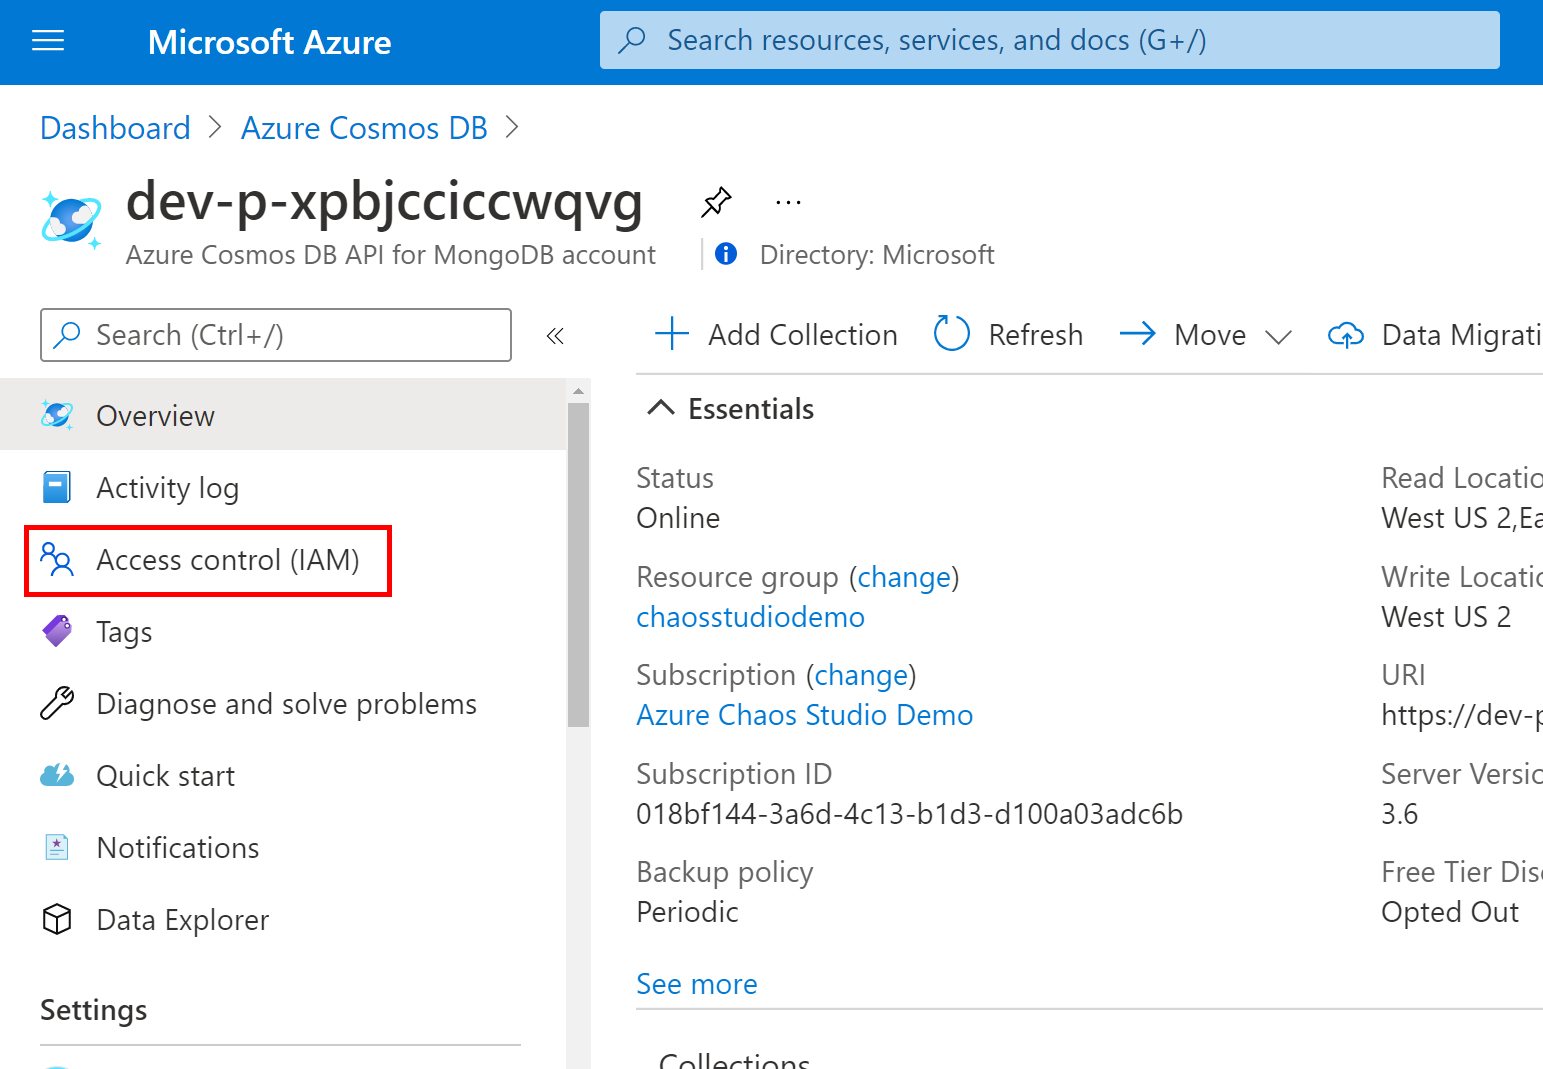 Microsoft Azure
Search resources, services, and docs (G+/)
Dashboard > Azure Cosmos DB >
dev-p-xpbjcciccwqvg
...
Azure Cosmos DB API for MongoDB account
Directory: Microsoft
Search (Ctrl+/)
«
Overview
Activity log
Access control (IAM)
Tags
Diagnose and solve problems
Quick start
Notifications
Data Explorer
Settings
Add Collection
Refresh
Move
Data Migrati
Essentials
Status
Online
Resource group (change)
chaosstudiodemo
Subscription (change)
Azure Chaos Studio Demo
Subscription ID
018bf144-3a6d-4c13-b1d3-d100a03adc6b
Backup policy
Periodic
See more
Read Locatio
West US 2,Ea
Write Locatio
West US 2
URI
https://dev-p
Server Versio
3.6
Free Tier Disc
Opted Out
Collections